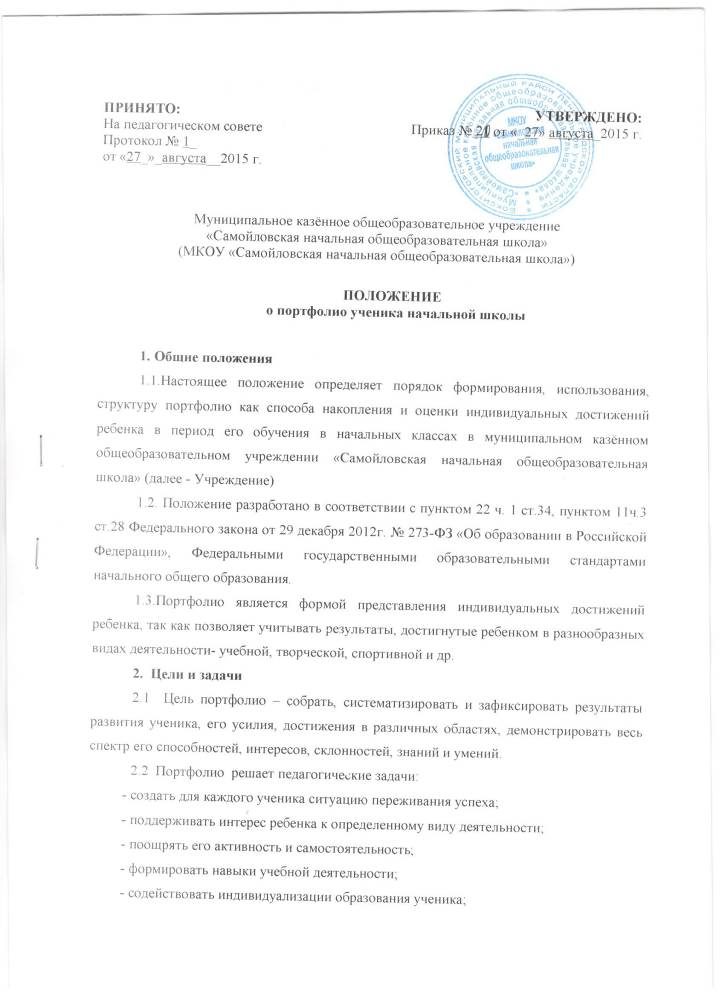 ПРИНЯТО:
На педагогическом совете
Протокол № 1_
от «27_»_августа__2015 г.
УТВЕРЖДЕНО:
Приказ № 21 от «_27» августа_2015 г.
МКОУ
начальная
общеобразовательная
школа»
Муниципальное казённое общеобразовательное учреждение
«Самойловская начальная общеобразовательная школа»
(МКОУ «Самойловская начальная общеобразовательная школа»)
ПОЛОЖЕНИЕ
о портфолио ученика начальной школы
1. Общие положения
1.1.Настоящее положение определяет порядок формирования, использования,
структуру портфолио как способа накопления и оценки индивидуальных достижений
ребенка в период его обучения в начальных классах в муниципальном казённом
общеобразовательном учреждении «Самойловская начальная общеобразовательная
школа» (далее - Учреждение)
1.2. Положение разработано в соответствии с пунктом 22 ч. 1 ст.34, пунктом 11ч.3
ст.28 Федерального закона от 29 декабря 2012г. № 273-ФЗ «Об образовании в Российской
Федерации», Федеральными государственными образовательными стандартами
начального общего образования.
1.3.Портфолио является формой представления индивидуальных достижений
ребенка, так как позволяет учитывать результаты, достигнутые ребенком в разнообразных
видах деятельности- учебной, творческой, спортивной и др.
2. Цели и задачи
2.1 Цель портфолио – собрать, систематизировать и зафиксировать результаты
развития ученика, его усилия, достижения в различных областях, демонстрировать весь
спектр его способностей, интересов, склонностей, знаний и умений.
2.2 Портфолио решает педагогические задачи:
- создать для каждого ученика ситуацию переживания успеха;
- поддерживать интерес ребенка к определенному виду деятельности;
- поощрять его активность и самостоятельность;
- формировать навыки учебной деятельности;
- содействовать индивидуализации образования ученика;